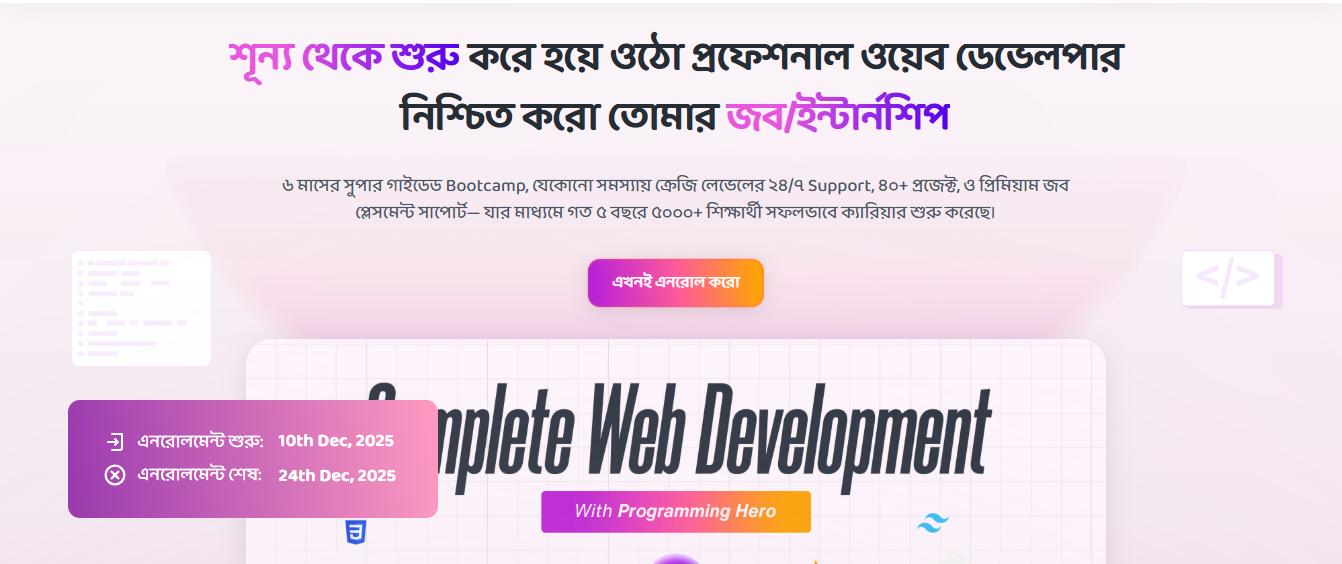 শূন্য থেকে শুরু করে হয়ে ওঠো প্রফেশনাল ওয়েব ডেভেলপার
নিশ্চিত করো তোমার জব/ইন্টার্নশিপ
৬ মাসের সুপার গাইডেড Bootcamp, যেকোনো সমস্যায় ক্রেজি লেভেলের ২৪/৭ Support, ৪০+ প্রজেক্ট, ও প্রিমিয়াম জব
প্লেসমেন্ট সাপোর্ট— যার মাধ্যমে গত ৫ বছরে ৫০০০+ শিক্ষার্থী সফলভাবে ক্যারিয়ার শুরু করেছে।
এখনই এনরোল করো
</>
Complete Web Development
এনরোলমেন্ট শুরু: 10th Dec, 2025
এনরোলমেন্ট শেষ: 24th Dec, 2025
With Programming Hero